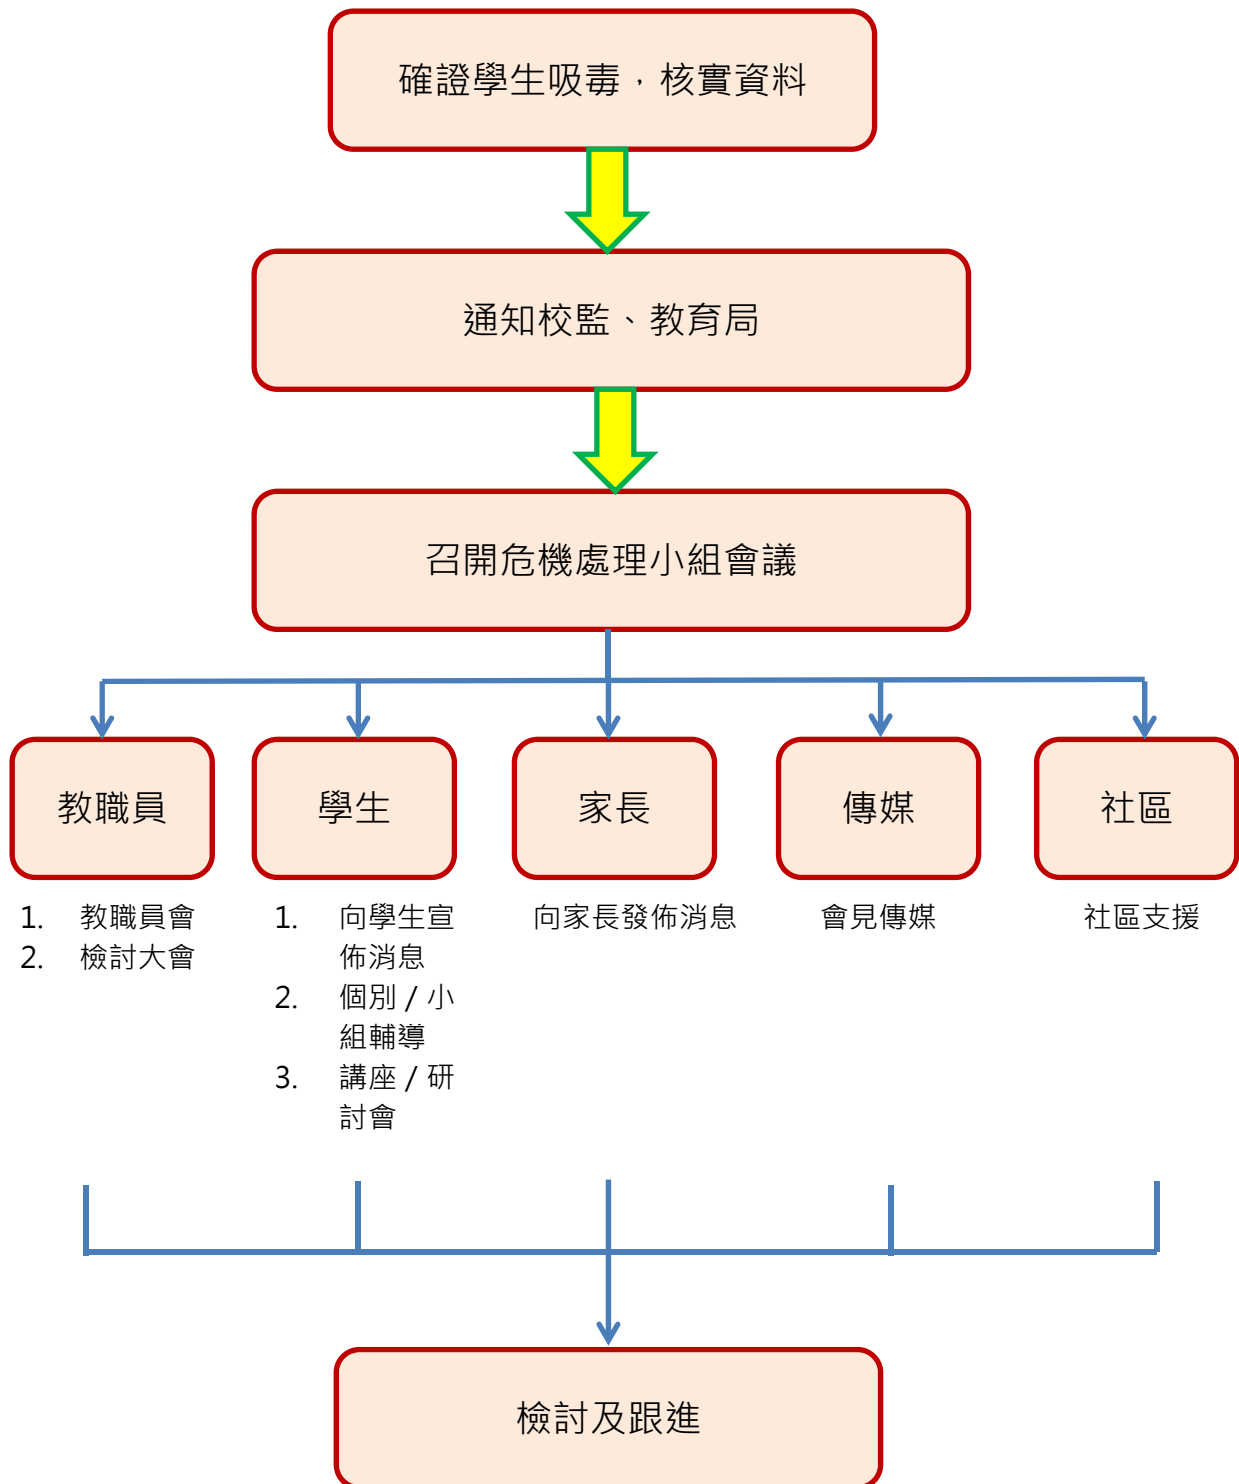 確證學生吸毒，核實資料
通知校監、教育局
召開危機處理小組會議
教職員
學生
家長
傳媒
社區
1. 教職員會
2. 檢討大會
1. 向學生宣
佈消息
2. 個別 / 小
組輔導
3. 講座 / 研
討會
向家長發佈消息
會見傳媒
社區支援
檢討及跟進